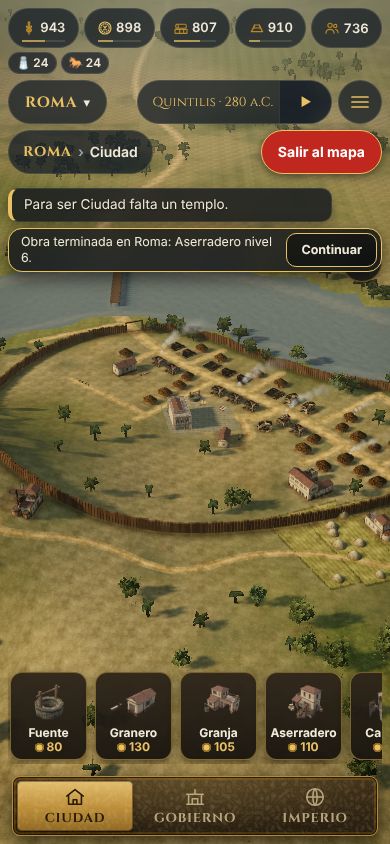 943
898
807
910
736
24
24
ROMA
QUINTILIS · 280 A.C.
ROMA › Ciudad
Salir al mapa
Para ser Ciudad falta un templo.
Obra terminada en Roma: Aserradero nivel
6.
Continuar
Fuente
80
Granero
130
Granja
105
Aserradero
110
Ca
CIUDAD
GOBIERNO
IMPERIO